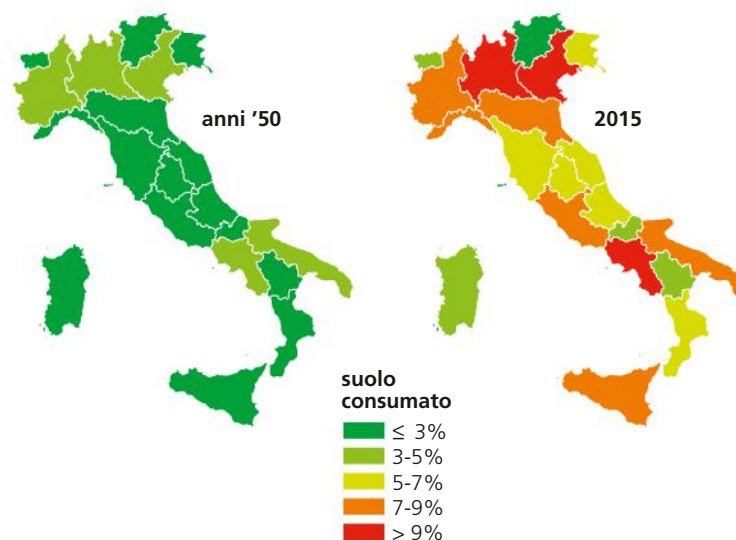 anni '50
2015
suolo
consumato
≤ 3%
3-5%
5-7%
7-9%
> 9%